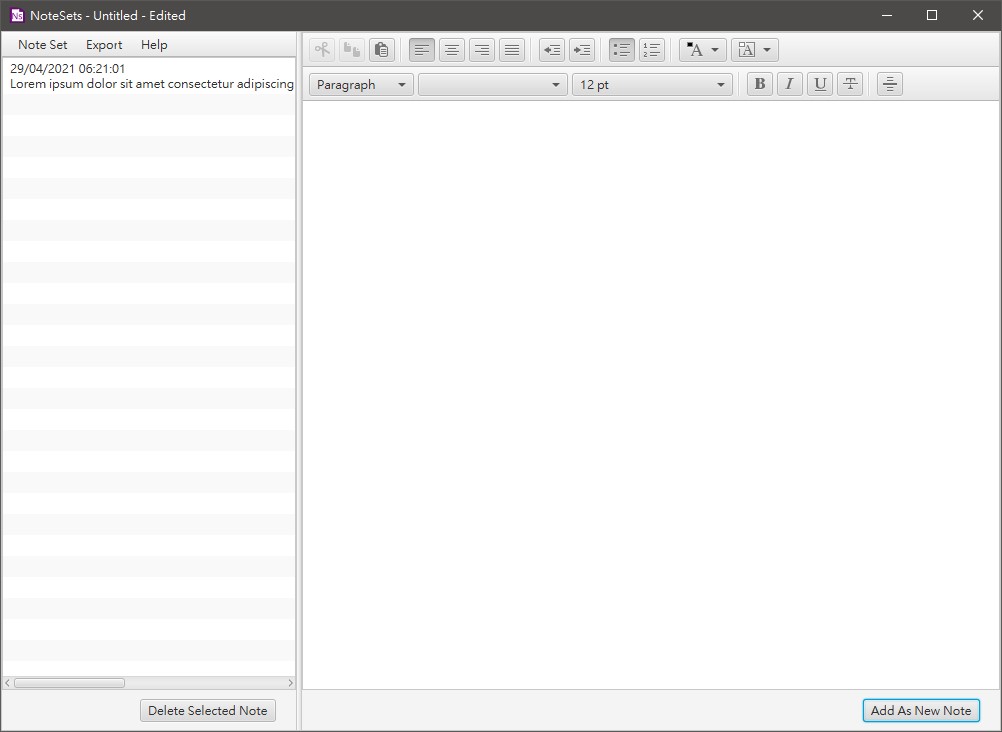 NoteSets - Untitled - Edited
Note Set Export Help
29/04/2021 06:21:01
Lorem ipsum dolor sit amet consectetur adipiscing
Paragraph 12 pt B I U T
Delete Selected Note
Add As New Note